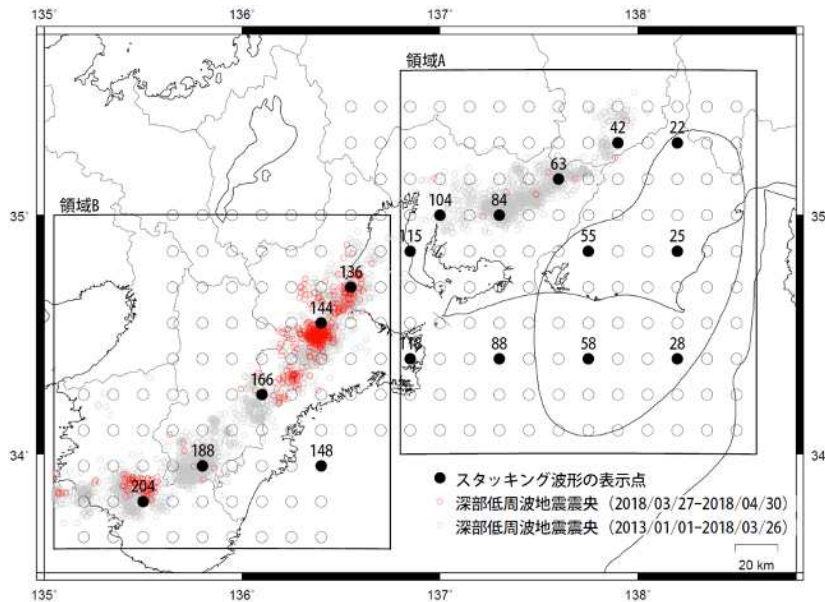 135° 136° 137° 138°
領域A
42 22
63
104 84
35° 35°
領域B
115 55 25
136
144
118 88 58 28
166
188 148
34° 34°
204
スタッキング波形の表示点
深部低周波地震震央（2018/03/27-2018/04/30）
深部低周波地震震央（2013/01/01-2018/03/26）
20 km
135° 136° 137° 138°